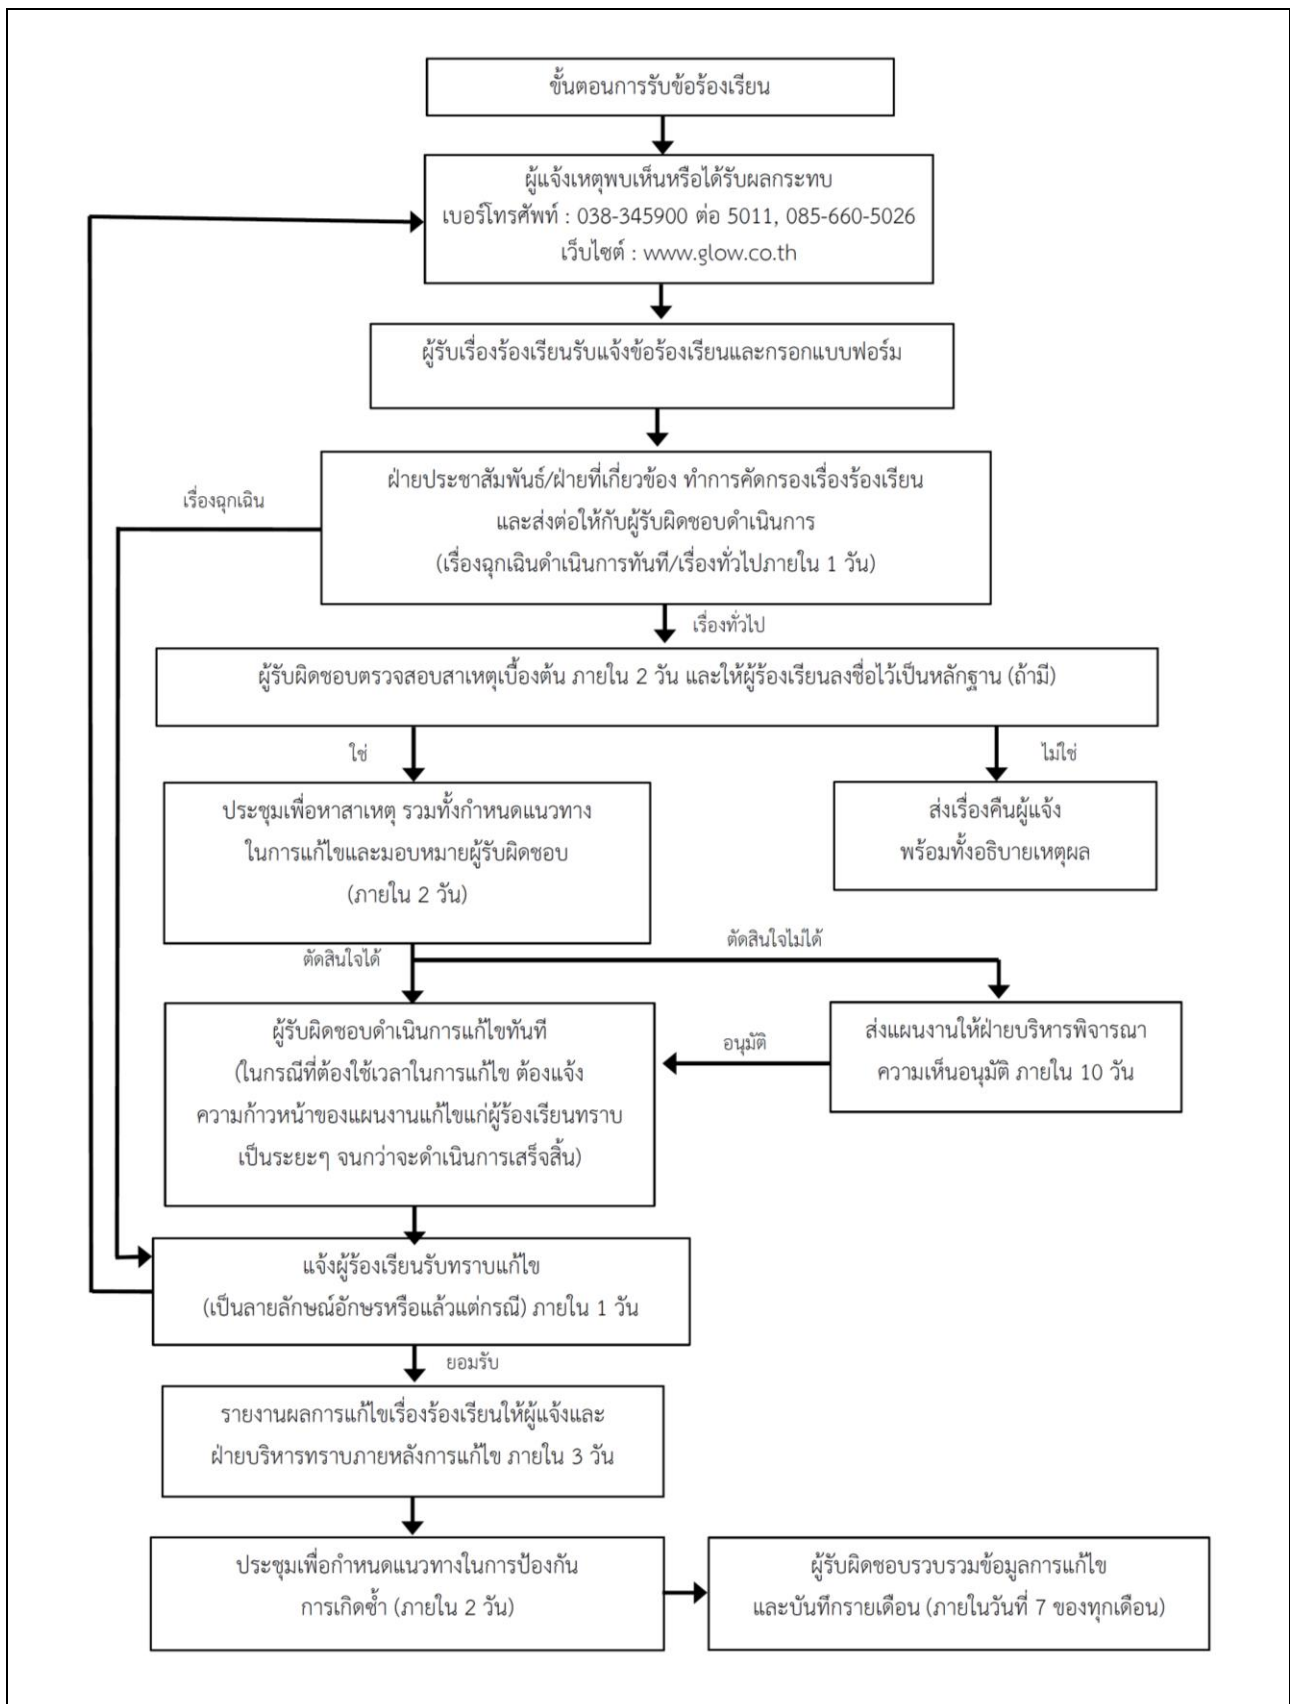 ขั้นตอนการรับข้อร้องเรียน
ผู้แจ้งเหตุพบเห็นหรือได้รับผลกระทบ
เบอร์โทรศัพท์ : 038-345900 ต่อ 5011, 085-660-5026
เว็บไซต์ : www.glow.co.th
ผู้รับเรื่องร้องเรียนรับแจ้งข้อร้องเรียนและกรอกแบบฟอร์ม
ฝ่ายประชาสัมพันธ์/ฝ่ายที่เกี่ยวข้อง ทำการคัดกรองเรื่องร้องเรียน
และส่งต่อให้กับผู้รับผิดชอบดำเนินการ
(เรื่องฉุกเฉินดำเนินการทันที/เรื่องทั่วไปภายใน 1 วัน)
เรื่องฉุกเฉิน
เรื่องทั่วไป
ผู้รับผิดชอบตรวจสอบสาเหตุเบื้องต้น ภายใน 2 วัน และให้ผู้ร้องเรียนลงชื่อไว้เป็นหลักฐาน (ถ้ามี)
ใช่
ไม่ใช่
ประชุมเพื่อหาสาเหตุ รวมทั้งกำหนดแนวทาง
ในการแก้ไขและมอบหมายผู้รับผิดชอบ
(ภายใน 2 วัน)
ส่งเรื่องคืนผู้แจ้ง
พร้อมทั้งอธิบายเหตุผล
ตัดสินใจได้
ตัดสินใจไม่ได้
ผู้รับผิดชอบดำเนินการแก้ไขทันที
(ในกรณีที่ต้องใช้เวลาในการแก้ไข ต้องแจ้ง
ความก้าวหน้าของแผนงานแก้ไขแก่ผู้ร้องเรียนทราบ
เป็นระยะๆ จนกว่าจะดำเนินการเสร็จสิ้น)
อนุมัติ
ส่งแผนงานให้ฝ่ายบริหารพิจารณา
ความเห็นอนุมัติ ภายใน 10 วัน
แจ้งผู้ร้องเรียนรับทราบแก้ไข
(เป็นลายลักษณ์อักษรหรือแล้วแต่กรณี) ภายใน 1 วัน
ยอมรับ
รายงานผลการแก้ไขเรื่องร้องเรียนให้ผู้แจ้งและ
ฝ่ายบริหารทราบภายหลังการแก้ไข ภายใน 3 วัน
ประชุมเพื่อกำหนดแนวทางในการป้องกัน
การเกิดซ้ำ (ภายใน 2 วัน)
ผู้รับผิดชอบรวบรวมข้อมูลการแก้ไข
และบันทึกรายเดือน (ภายในวันที่ 7 ของทุกเดือน)